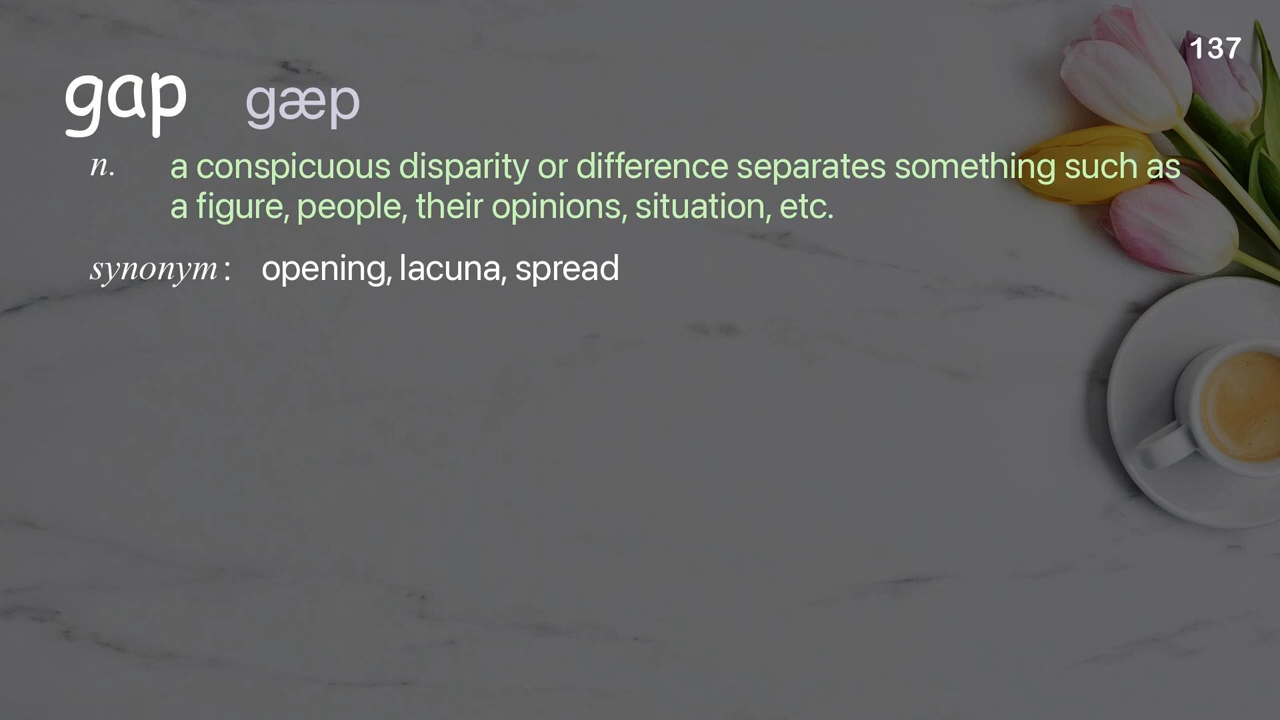 137
gap gæp
n. a conspicuous disparity or difference separates something such as
a figure, people, their opinions, situation, etc.
synonym: opening, lacuna, spread